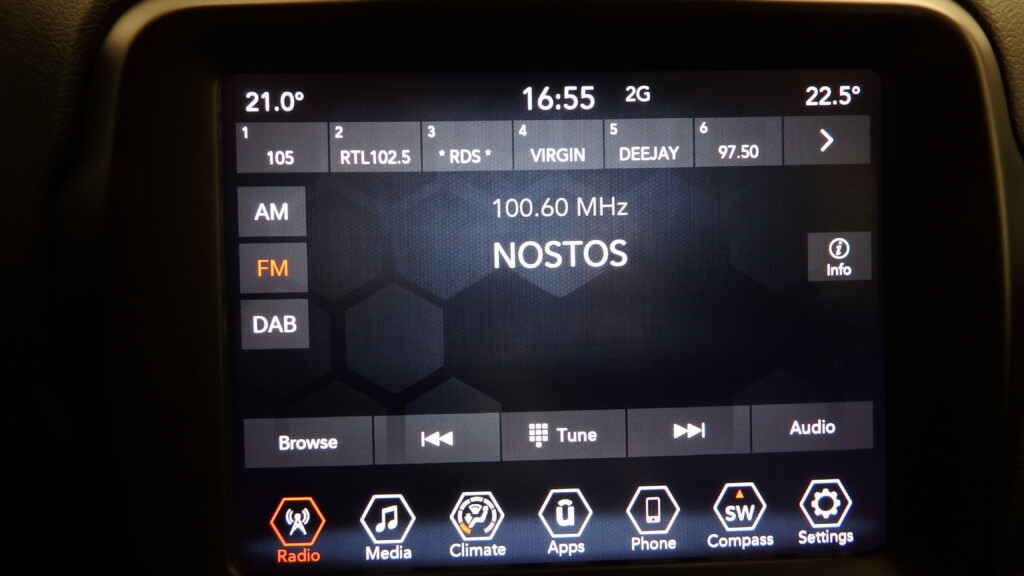 21.0° 16:55 2G 22.5°
1 2 3 4 5 6
105 RTL102.5 * RDS * VIRGIN DEEJAY 97.50
AM
100.60 MHz
FM
NOSTOS
Info
DAB
Browse Tune Audio
SW
Radio Media Climate Apps Phone Compass Settings